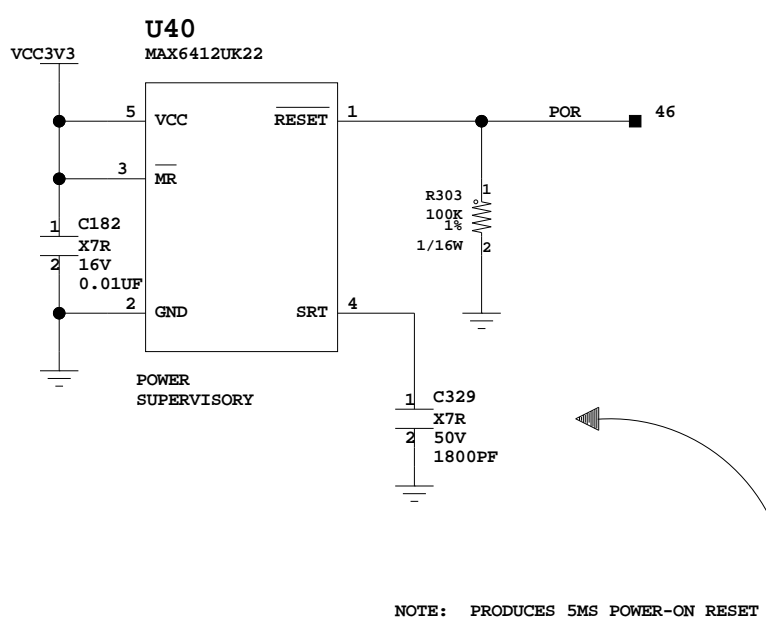 U40
MAX6412UK22
VCC3V3
5 VCC
RESET 1
POR 46
3 MR
R303 1
100K
1%
1/16W 2
1 C182
X7R
2 16V
0.01UF
2 GND
SRT 4
POWER
SUPERVISORY
1 C329
X7R
2 50V
1800PF
NOTE: PRODUCES 5MS POWER-ON RESET